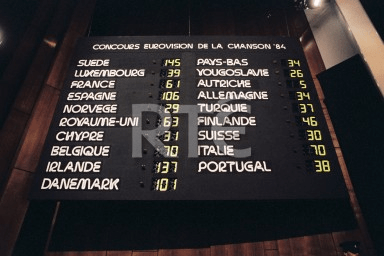 CONCOURS EUROVISION DE LA CHANSON '84
SUEDE 145
LUXEMBOURG 39
FRANCE 61
ESPAGNE 106
NORVEGE 29
ROYAUME-UNI 63
CHYPRE 31
BELGIQUE 70
IRLANDE 137
DANEMARK 101
PAYS-BAS 34
YOUGOSLAVIE 26
AUTRICHE 5
ALLEMAGNE 34
TURQUIE 37
FINLANDE 46
SUISSE 30
ITALIE 70
PORTUGAL 38
RTÉ